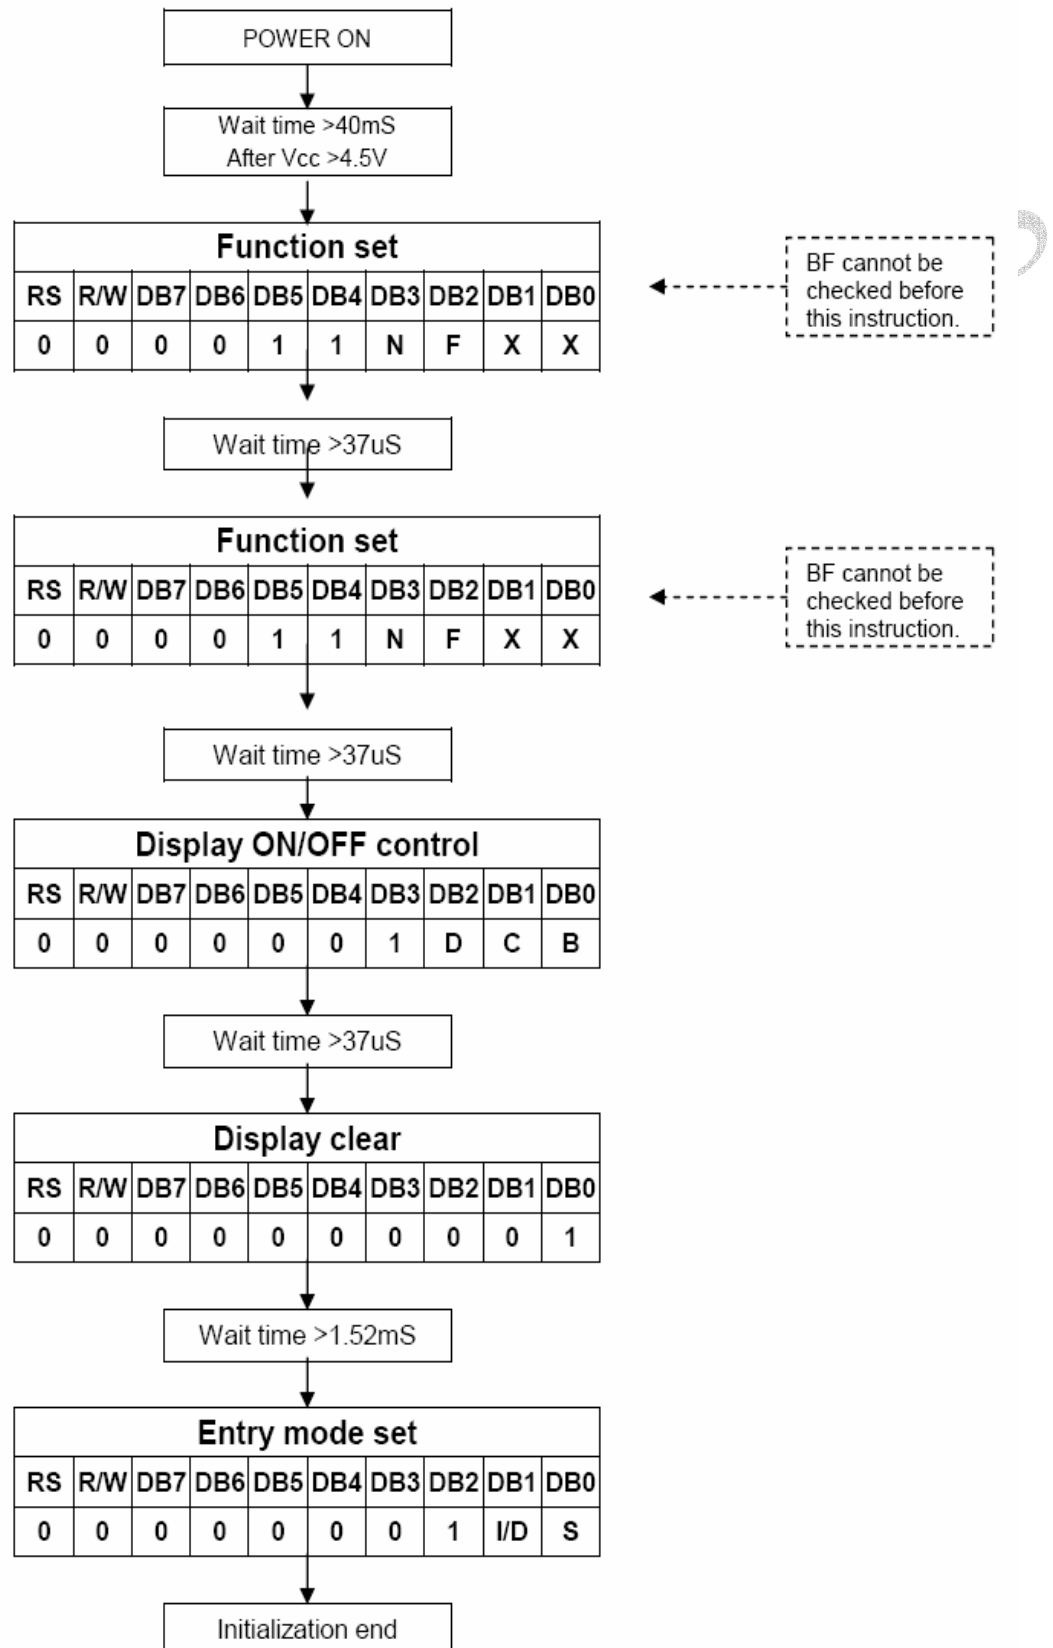 POWER ON
Wait time >40mS
After Vcc >4.5V
Function set
RS R/W DB7 DB6 DB5 DB4 DB3 DB2 DB1 DB0
0 0 0 0 1 1 N F X X
BF cannot be
checked before
this instruction.
Wait time >37uS
Function set
RS R/W DB7 DB6 DB5 DB4 DB3 DB2 DB1 DB0
0 0 0 0 1 1 N F X X
BF cannot be
checked before
this instruction.
Wait time >37uS
Display ON/OFF control
RS R/W DB7 DB6 DB5 DB4 DB3 DB2 DB1 DB0
0 0 0 0 0 0 1 D C B
Wait time >37uS
Display clear
RS R/W DB7 DB6 DB5 DB4 DB3 DB2 DB1 DB0
0 0 0 0 0 0 0 0 0 1
Wait time >1.52mS
Entry mode set
RS R/W DB7 DB6 DB5 DB4 DB3 DB2 DB1 DB0
0 0 0 0 0 0 0 1 I/D S
Initialization end